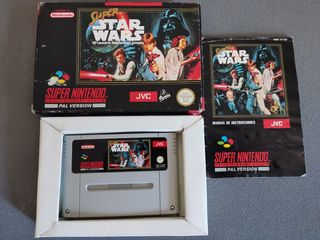 Nintendo
SUPER
STAR
WARS
JVC
SUPER NINTENDO
ENTERTAINMENT SYSTEM
PAL VERSION
SUPER
STAR
WARS
MANUAL DE INSTRUCCIONES
JVC
SUPER NINTENDO
ENTERTAINMENT SYSTEM
PAL VERSION
Nintendo
STAR
WARS
JVC
SUPER NINTENDO